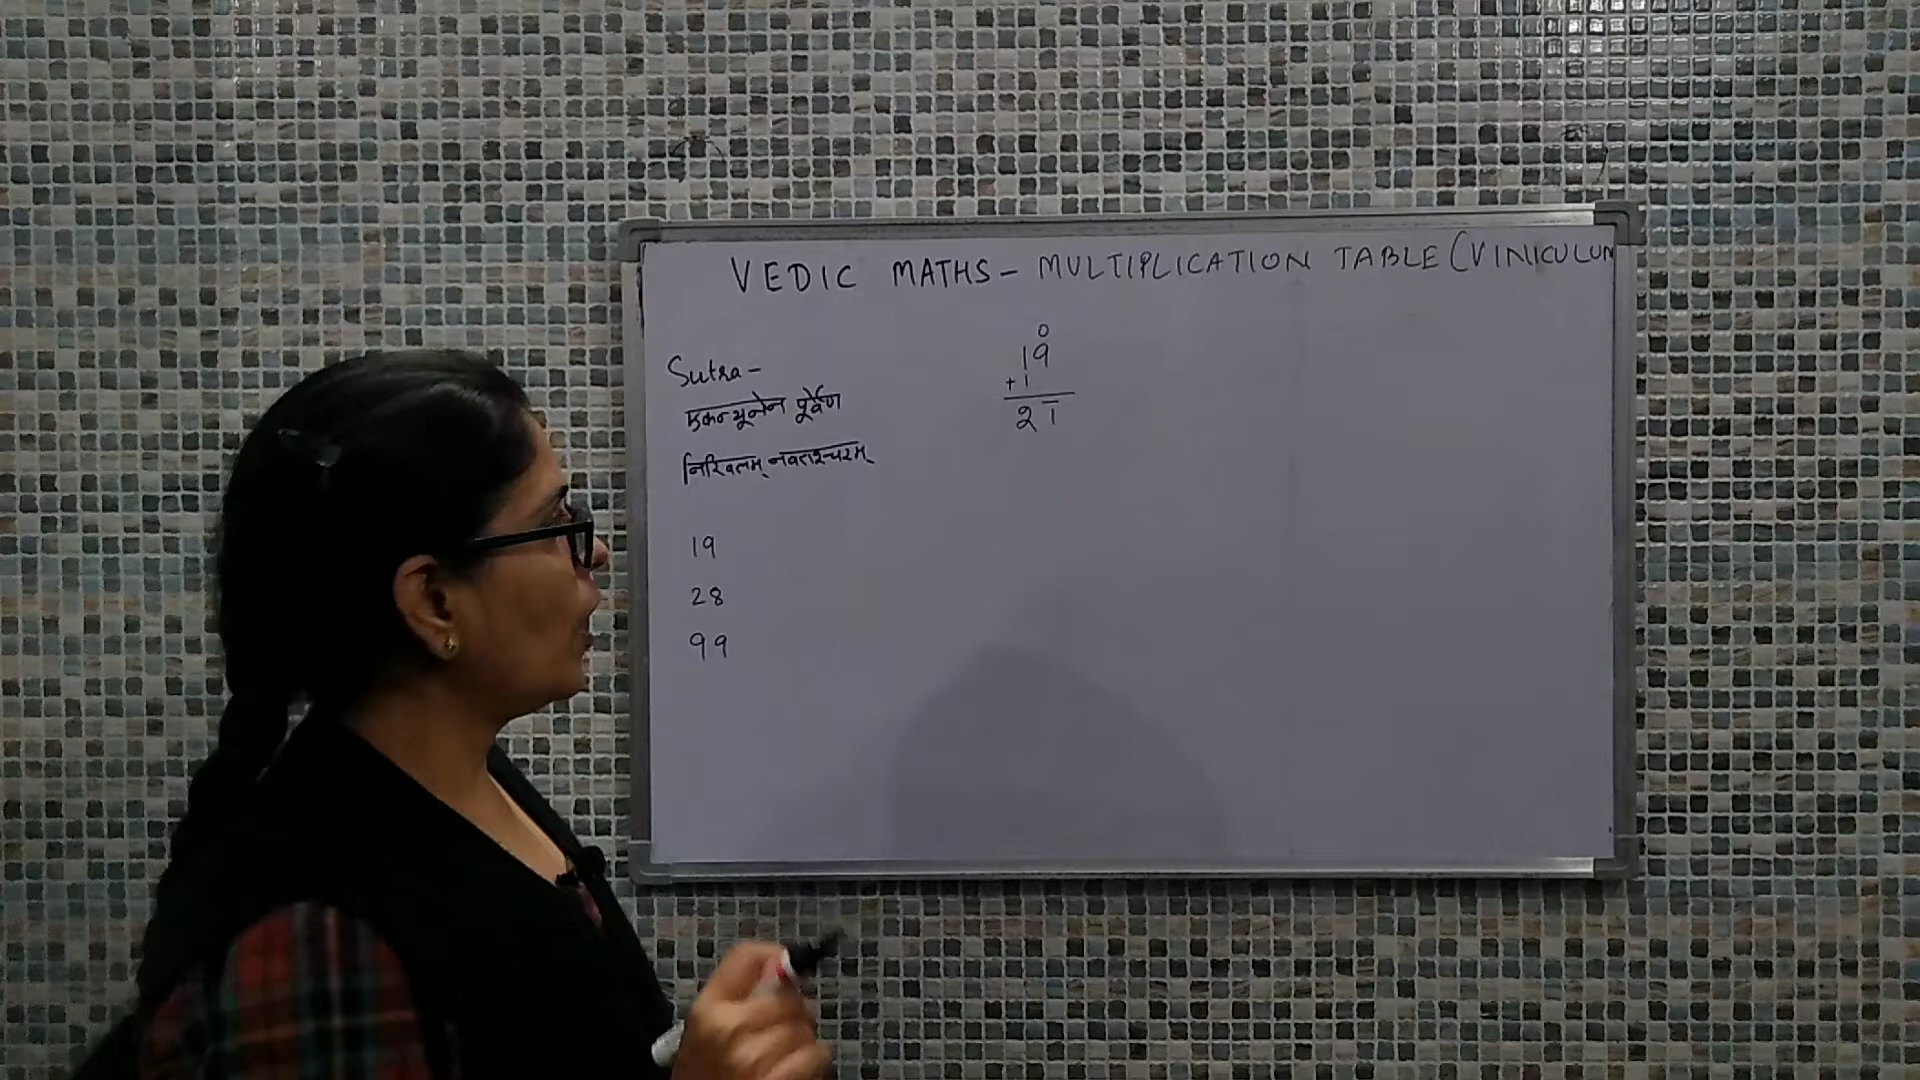 VEDIC MATHS - MULTIPLICATION TABLE (VINICULUM
Sutra -
एकन्यूनेन पूर्वेण
निखिलम् नवतश्चरम्
19
28
99
0
19
+1
21̅